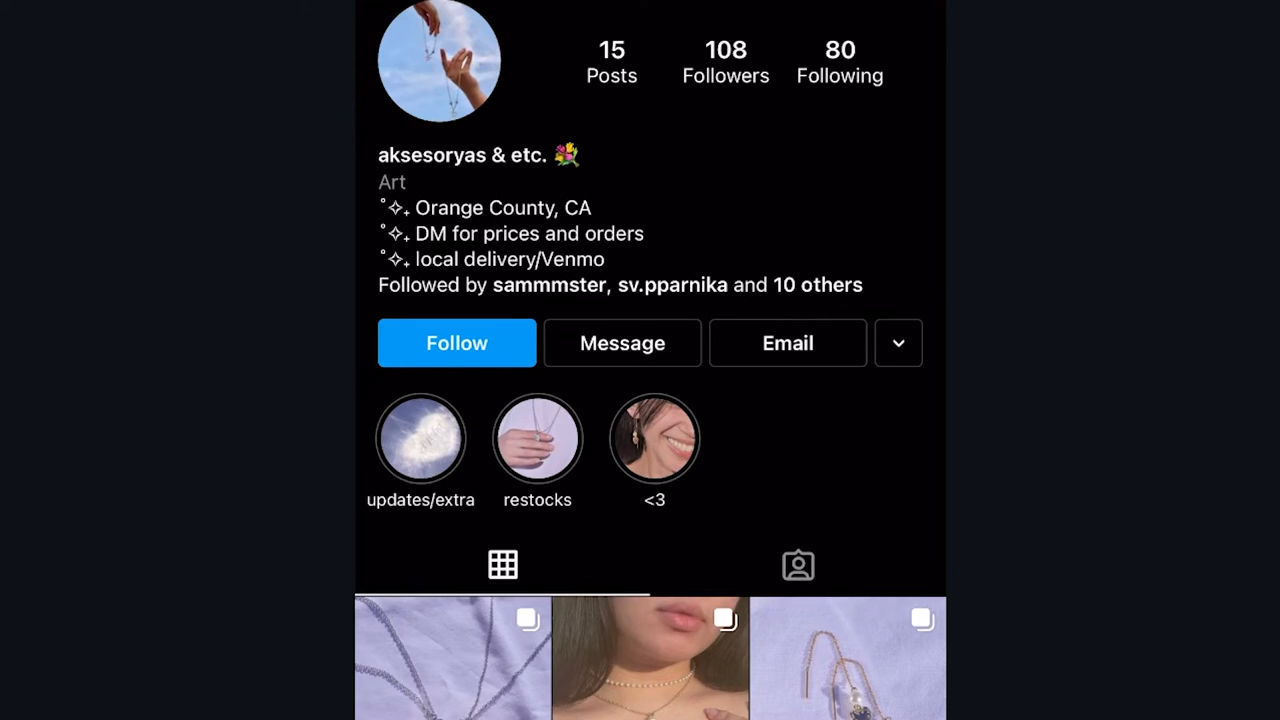 15 108 80
Posts Followers Following
aksesoryas & etc. 💐
Art
˚✧₊ Orange County, CA
˚✧₊ DM for prices and orders
˚✧₊ local delivery/Venmo
Followed by sammmster, sv.pparnika and 10 others
Follow Message Email
updates/extra restocks <3